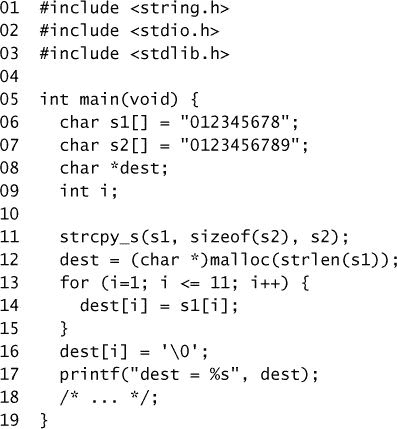 01 #include <string.h>
02 #include <stdio.h>
03 #include <stdlib.h>
04
05 int main(void) {
06   char s1[] = "012345678";
07   char s2[] = "0123456789";
08   char *dest;
09   int i;
10
11   strcpy_s(s1, sizeof(s2), s2);
12   dest = (char *)malloc(strlen(s1));
13   for (i=1; i <= 11; i++) {
14     dest[i] = s1[i];
15   }
16   dest[i] = '\0';
17   printf("dest = %s", dest);
18   /* ... */;
19 }